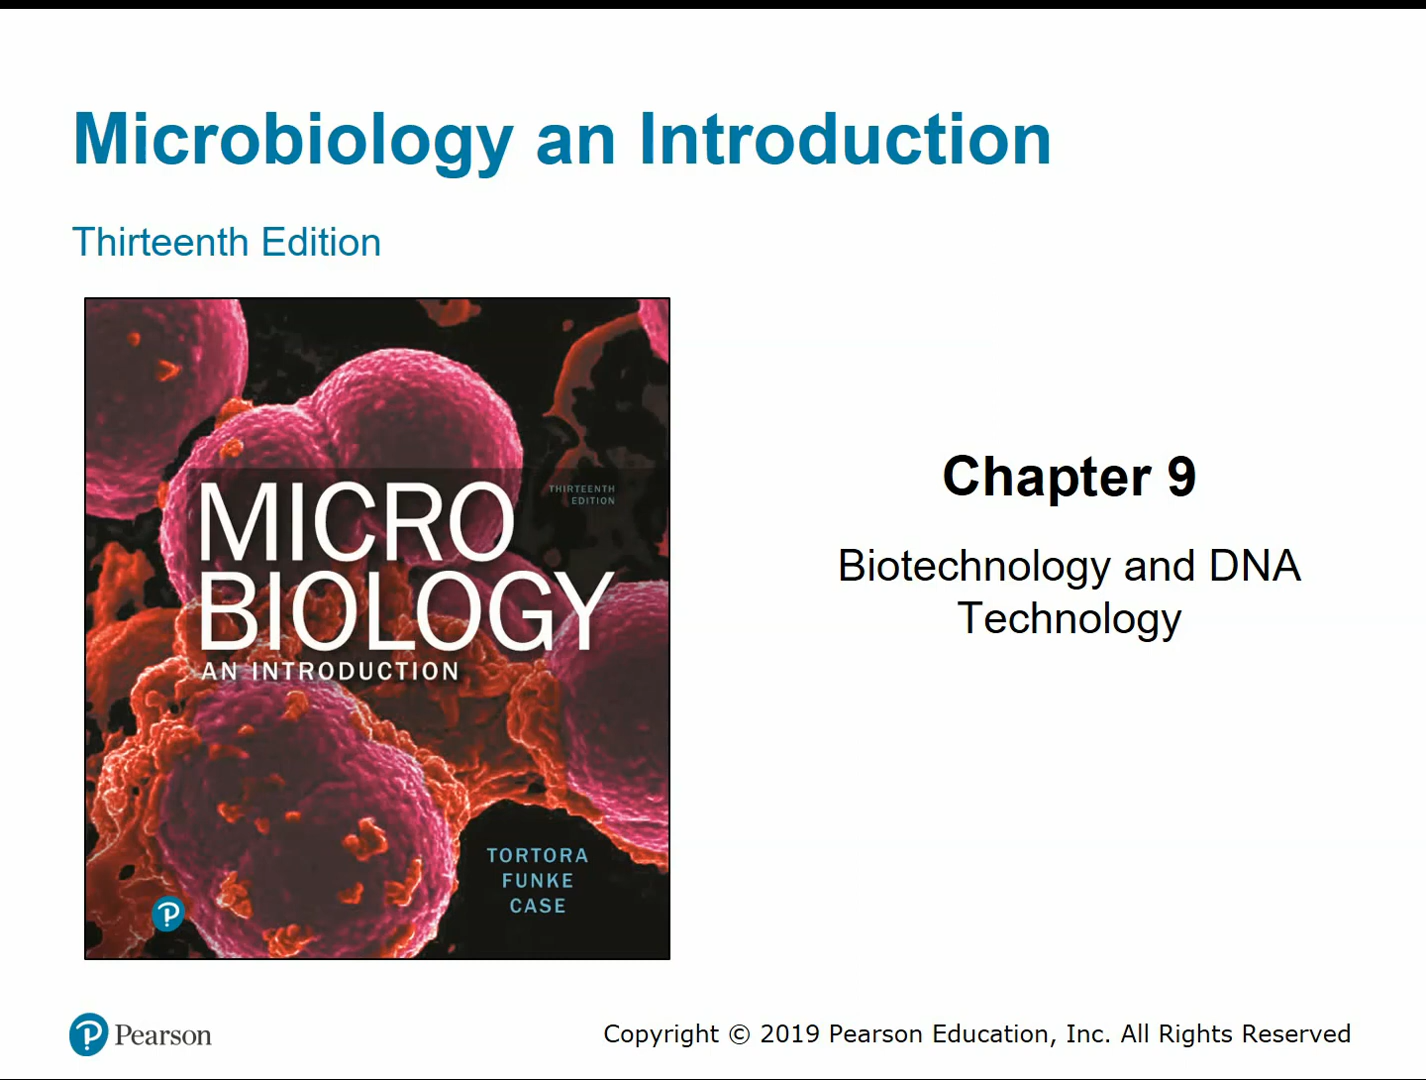 Microbiology an Introduction
Thirteenth Edition
MICRO
THIRTEENTH
EDITION
BIOLOGY
AN INTRODUCTION
TORTORA
FUNKE
CASE
Chapter 9
Biotechnology and DNA
Technology
Pearson
Copyright © 2019 Pearson Education, Inc. All Rights Reserved